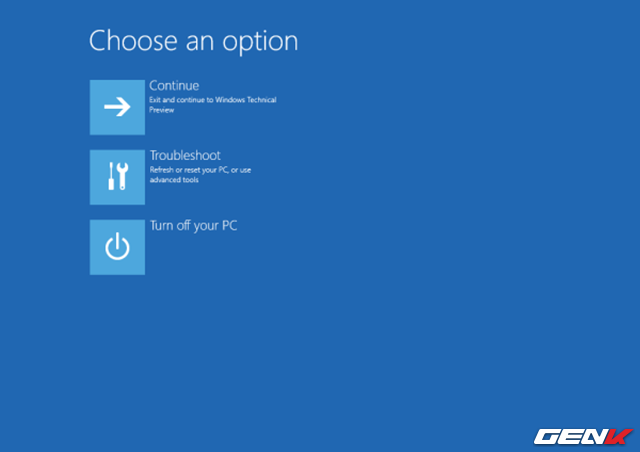 Choose an option
Continue
Exit and continue to Windows Technical
Preview
Troubleshoot
Refresh or reset your PC, or use
advanced tools
Turn off your PC
GENK